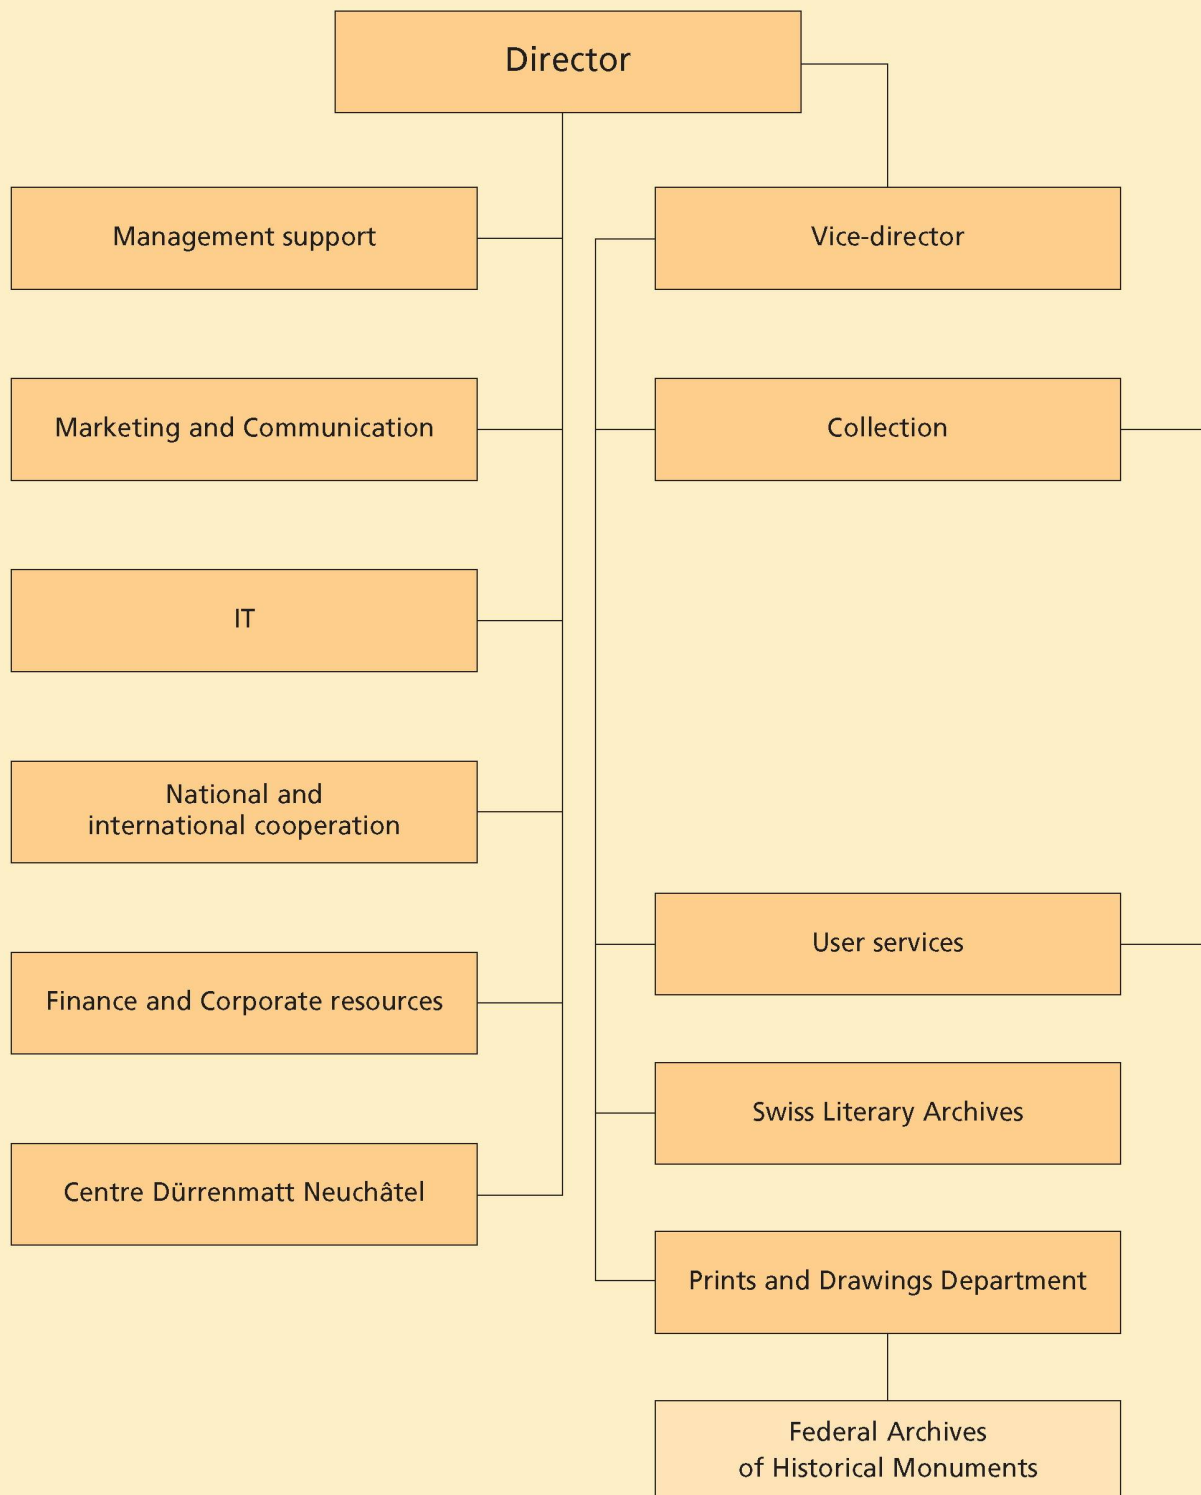 Director
Management support
Vice-director
Marketing and Communication
Collection
IT
National and
international cooperation
User services
Finance and Corporate resources
Swiss Literary Archives
Centre Dürrenmatt Neuchâtel
Prints and Drawings Department
Federal Archives
of Historical Monuments